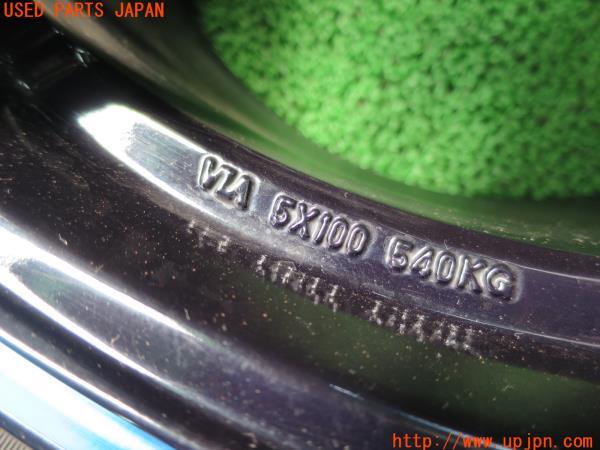 USED PARTS JAPAN
VIA 5X100 540KG
http://www.upjpn.com/